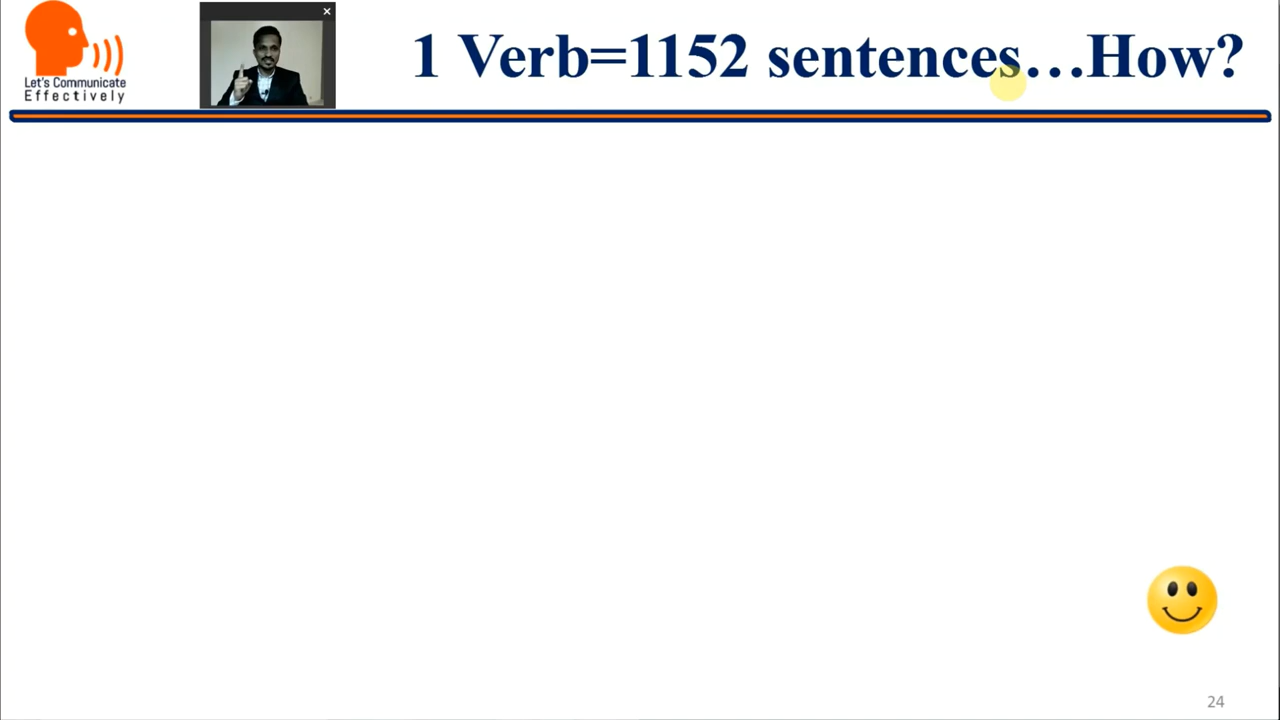 Let's Communicate
Effectively
×
1 Verb=1152 sentences...How?
24